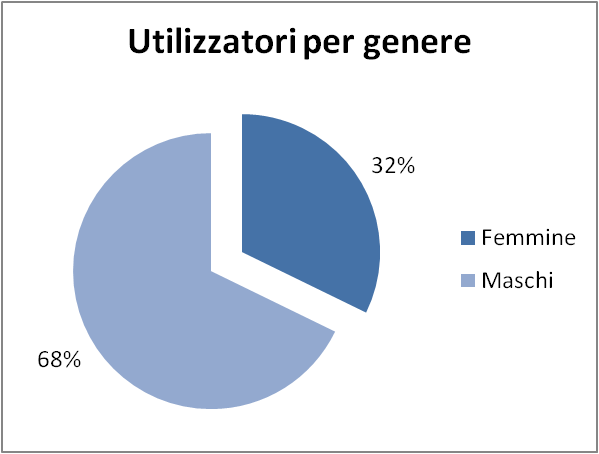 Utilizzatori per genere
32%
Femmine
Maschi
68%